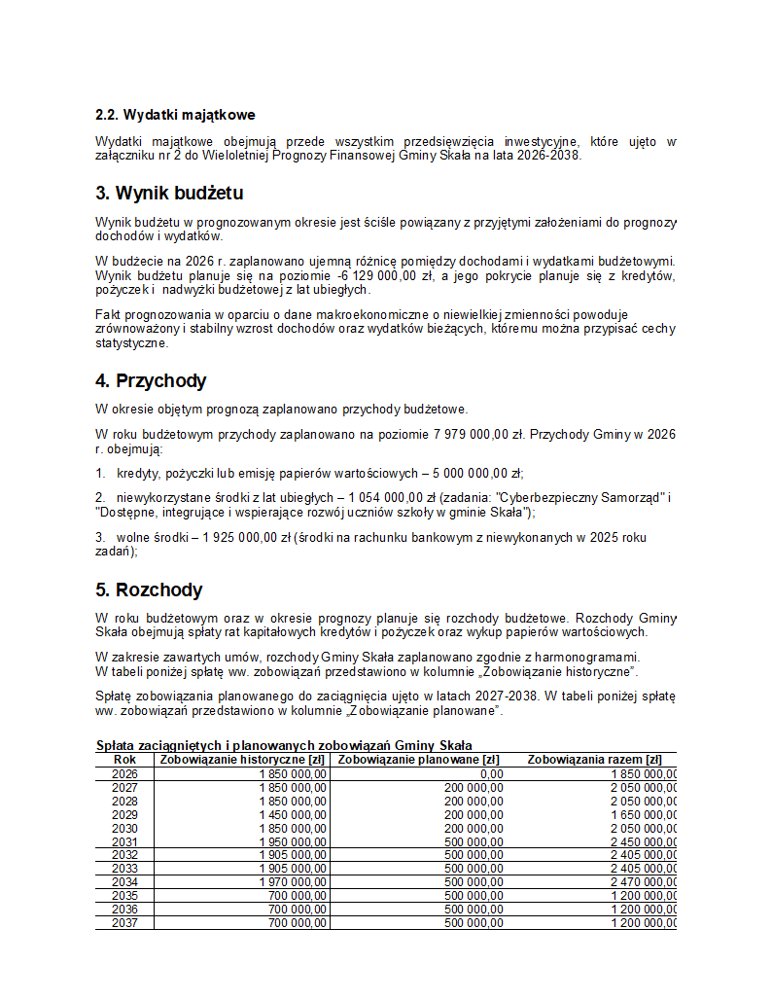 2.2. Wydatki majątkowe
Wydatki majątkowe obejmują przede wszystkim przedsięwzięcia inwestycyjne, które ujęto w
załączniku nr 2 do Wieloletniej Prognozy Finansowej Gminy Skała na lata 2026-2038.
3. Wynik budżetu
Wynik budżetu w prognozowanym okresie jest ściśle powiązany z przyjętymi założeniami do prognozy
dochodów i wydatków.
W budżecie na 2026 r. zaplanowano ujemną różnicę pomiędzy dochodami i wydatkami budżetowymi.
Wynik budżetu planuje się na poziomie -6 129 000,00 zł, a jego pokrycie planuje się z kredytów,
pożyczek i nadwyżki budżetowej z lat ubiegłych.
Fakt prognozowania w oparciu o dane makroekonomiczne o niewielkiej zmienności powoduje
zrównoważony i stabilny wzrost dochodów oraz wydatków bieżących, któremu można przypisać cechy
statystyczne.
4. Przychody
W okresie objętym prognozą zaplanowano przychody budżetowe.
W roku budżetowym przychody zaplanowano na poziomie 7 979 000,00 zł. Przychody Gminy w 2026
r. obejmują:
1. kredyty, pożyczki lub emisję papierów wartościowych – 5 000 000,00 zł;
2. niewykorzystane środki z lat ubiegłych – 1 054 000,00 zł (zadania: "Cyberbezpieczny Samorząd" i
"Dostępne, integrujące i wspierające rozwój uczniów szkoły w gminie Skała");
3. wolne środki – 1 925 000,00 zł (środki na rachunku bankowym z niewykonanych w 2025 roku
zadań);
5. Rozchody
W roku budżetowym oraz w okresie prognozy planuje się rozchody budżetowe. Rozchody Gminy
Skała obejmują spłaty rat kapitałowych kredytów i pożyczek oraz wykup papierów wartościowych.
W zakresie zawartych umów, rozchody Gminy Skała zaplanowano zgodnie z harmonogramami.
W tabeli poniżej spłatę ww. zobowiązań przedstawiono w kolumnie „Zobowiązanie historyczne”.
Spłatę zobowiązania planowanego do zaciągnięcia ujęto w latach 2027-2038. W tabeli poniżej spłatę
ww. zobowiązań przedstawiono w kolumnie „Zobowiązanie planowane”.
Spłata zaciągniętych i planowanych zobowiązań Gminy Skała
Rok Zobowiązanie historyczne [zł] Zobowiązanie planowane [zł] Zobowiązania razem [zł]
2026 1 850 000,00 0,00 1 850 000,00
2027 1 850 000,00 200 000,00 2 050 000,00
2028 1 850 000,00 200 000,00 2 050 000,00
2029 1 450 000,00 200 000,00 1 650 000,00
2030 1 850 000,00 200 000,00 2 050 000,00
2031 1 950 000,00 500 000,00 2 450 000,00
2032 1 905 000,00 500 000,00 2 405 000,00
2033 1 905 000,00 500 000,00 2 405 000,00
2034 1 970 000,00 500 000,00 2 470 000,00
2035 700 000,00 500 000,00 1 200 000,00
2036 700 000,00 500 000,00 1 200 000,00
2037 700 000,00 500 000,00 1 200 000,00